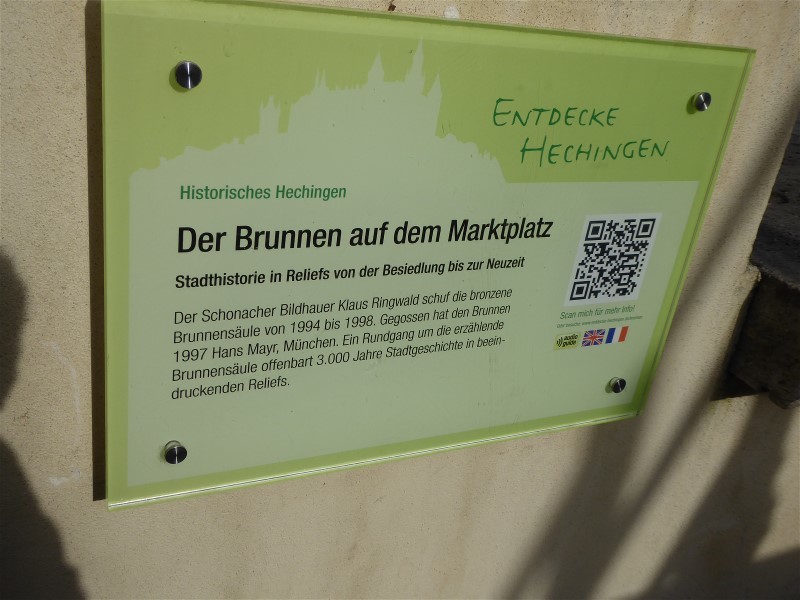 ENTDECKE
HECHINGEN
Historisches Hechingen
Der Brunnen auf dem Marktplatz
Stadthistorie in Reliefs von der Besiedlung bis zur Neuzeit
Der Schonacher Bildhauer Klaus Ringwald schuf die bronzene
Brunnensäule von 1994 bis 1998. Gegossen hat den Brunnen
1997 Hans Mayr, München. Ein Rundgang um die erzählende
Brunnensäule offenbart 3.000 Jahre Stadtgeschichte in beein-
druckenden Reliefs.
Scan mich für mehr Info!
audio
guide